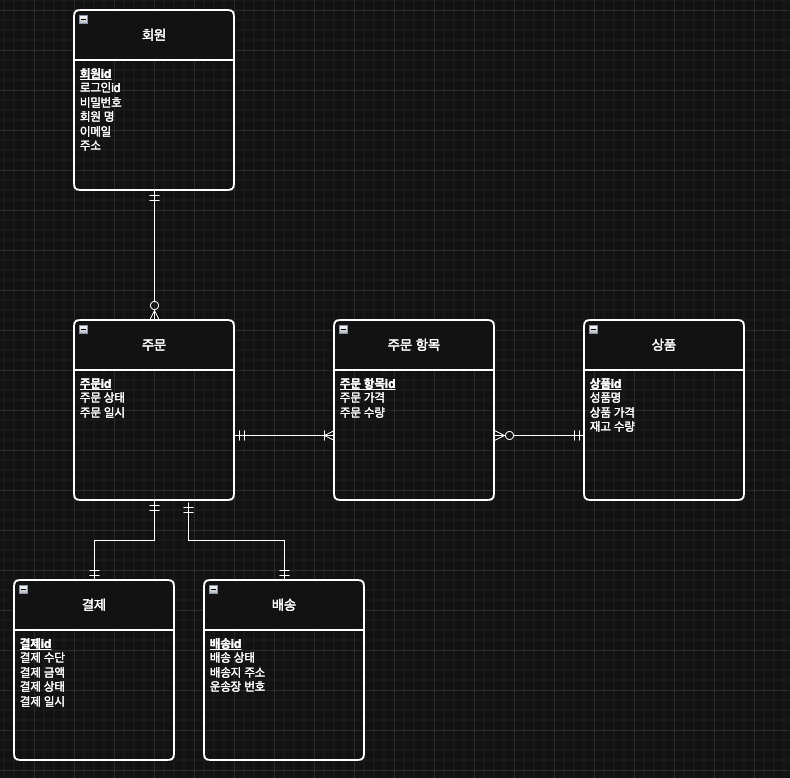 회원
회원id
로그인id
비밀번호
회원 명
이메일
주소
주문
주문id
주문 상태
주문 일시
주문 항목
주문 항목id
주문 가격
주문 수량
상품
상품id
성품명
상품 가격
재고 수량
결제
결제id
결제 수단
결제 금액
결제 상태
결제 일시
배송
배송id
배송 상태
배송지 주소
운송장 번호